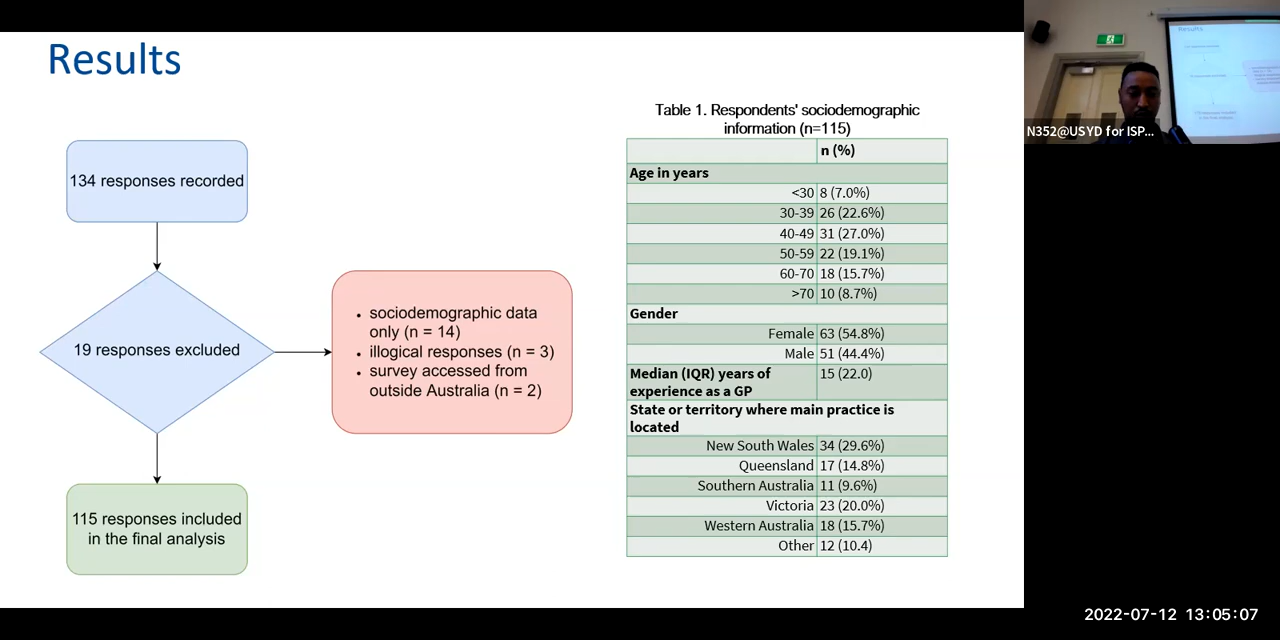 Results
134 responses recorded
19 responses excluded
• sociodemographic data
only (n = 14)
• illogical responses (n = 3)
• survey accessed from
outside Australia (n = 2)
115 responses included
in the final analysis
Table 1. Respondents' sociodemographic
information (n=115)
n (%)
Age in years
<30 8 (7.0%)
30-39 26 (22.6%)
40-49 31 (27.0%)
50-59 22 (19.1%)
60-70 18 (15.7%)
>70 10 (8.7%)
Gender
Female 63 (54.8%)
Male 51 (44.4%)
Median (IQR) years of 15 (22.0)
experience as a GP
State or territory where main practice is
located
New South Wales 34 (29.6%)
Queensland 17 (14.8%)
Southern Australia 11 (9.6%)
Victoria 23 (20.0%)
Western Australia 18 (15.7%)
Other 12 (10.4)
Results
N352@USYD for ISP...
2022-07-12 13:05:07